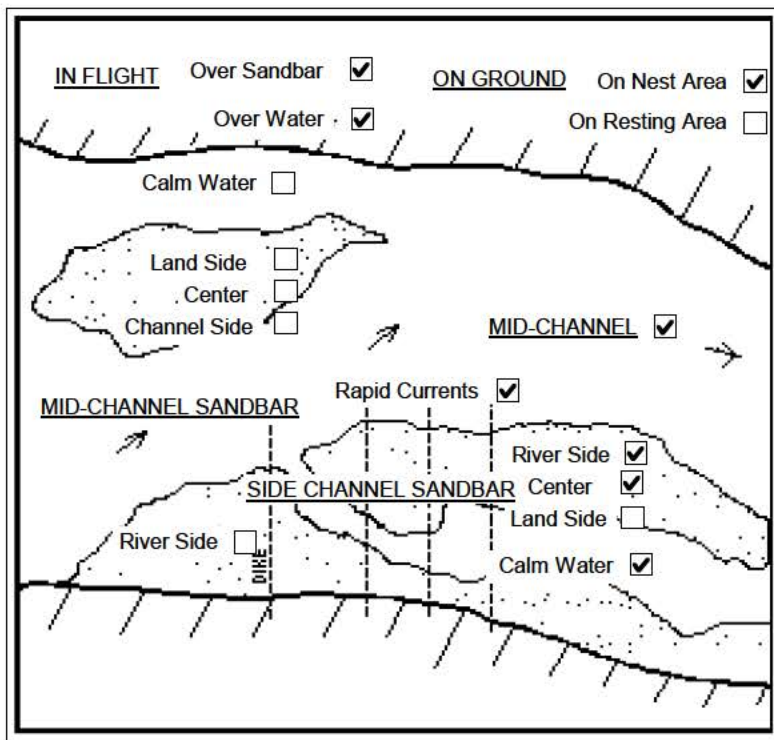 IN FLIGHT Over Sandbar ON GROUND On Nest Area
Over Water On Resting Area
Calm Water
Land Side
Center
Channel Side
MID-CHANNEL
Rapid Currents
MID-CHANNEL SANDBAR
River Side
SIDE CHANNEL SANDBAR Center
Land Side
River Side
DIKE
Calm Water